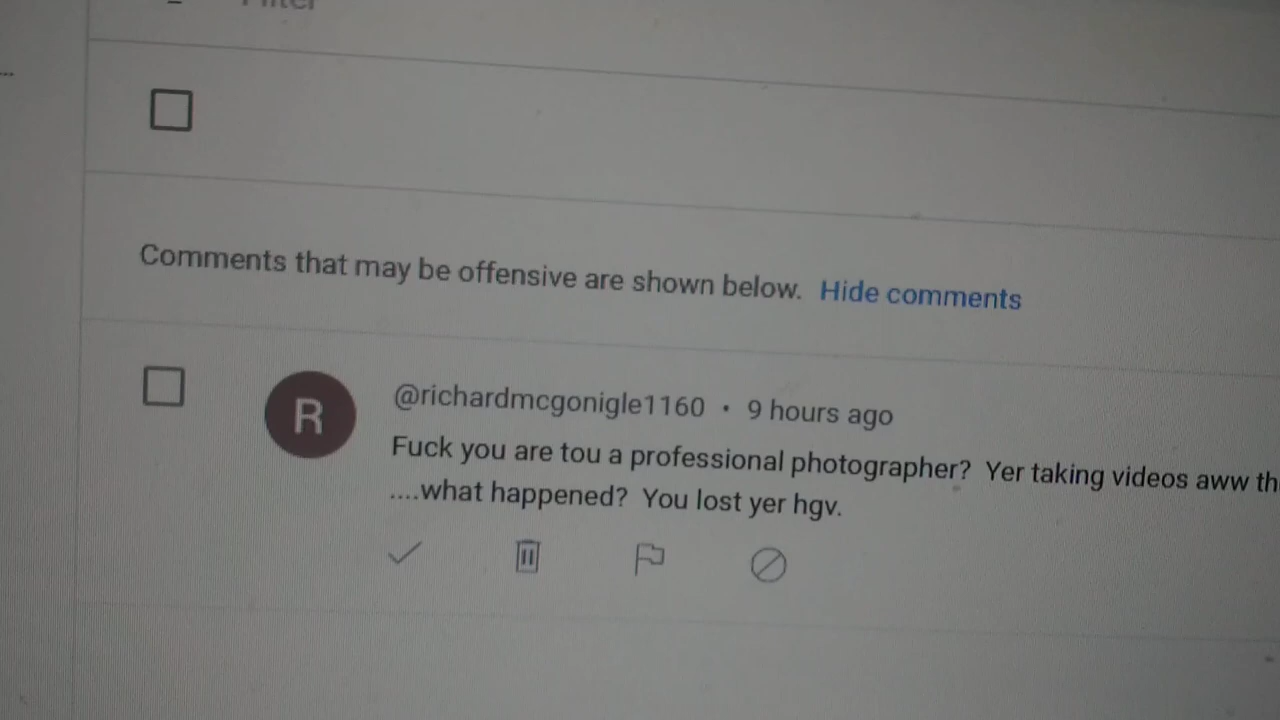 Filter
Comments that may be offensive are shown below. Hide comments
R
@richardmcgonigle1160 · 9 hours ago
Fuck you are tou a professional photographer? Yer taking videos aww
....what happened? You lost yer hgv.